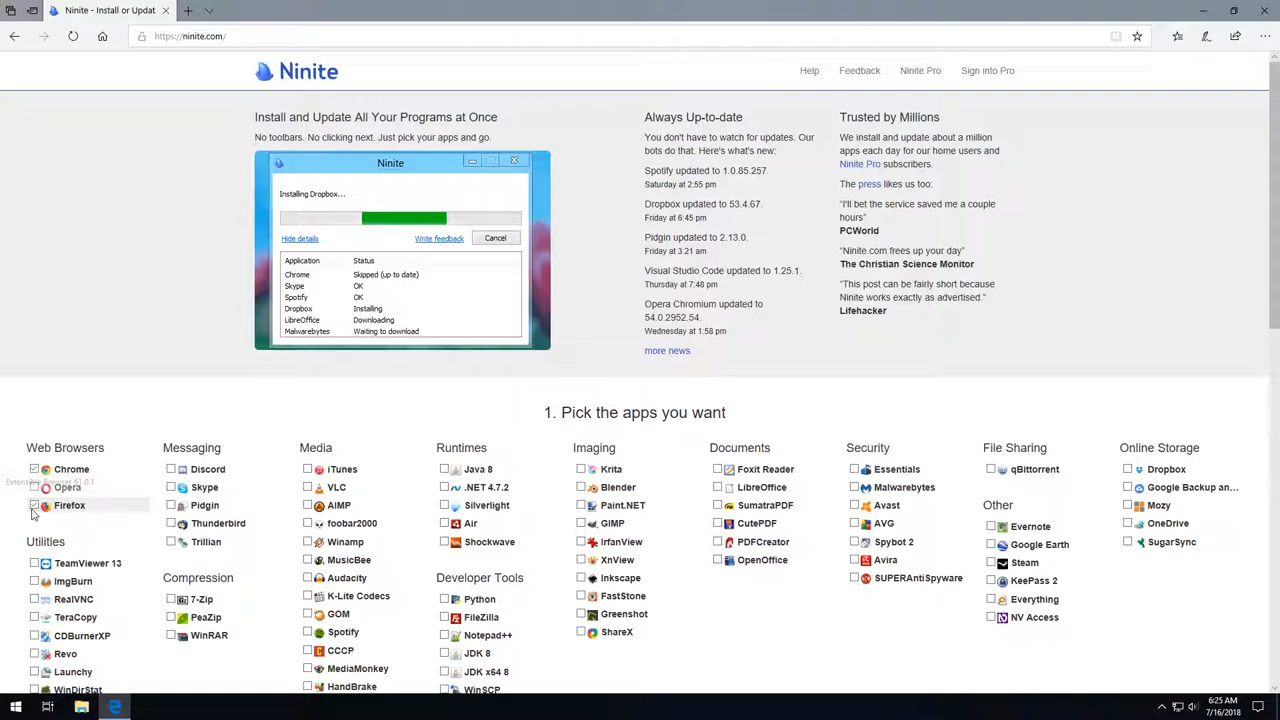 Ninite - Install or Updat
https://ninite.com/
Ninite
Help
Feedback
Ninite Pro
Sign into Pro
Install and Update All Your Programs at Once
No toolbars. No clicking next. Just pick your apps and go.
Ninite
Installing Dropbox...
Hide details
Write feedback
Cancel
Application Status
Chrome Skipped (up to date)
Skype OK
Spotify OK
Dropbox Installing
LibreOffice Downloading
Malwarebytes Waiting to download
Always Up-to-date
You don't have to watch for updates. Our
bots do that. Here's what's new:
Spotify updated to 1.0.85.257.
Saturday at 2:55 pm
Dropbox updated to 53.4.67.
Friday at 6:45 pm
Pidgin updated to 2.13.0.
Friday at 3:21 am
Visual Studio Code updated to 1.25.1.
Thursday at 7:48 pm
Opera Chromium updated to
54.0.2952.54.
Wednesday at 1:58 pm
more news
Trusted by Millions
We install and update about a million
apps each day for our home users and
Ninite Pro subscribers.
The press likes us too:
"I'll bet the service saved me a couple
hours"
PCWorld
"Ninite.com frees up your day"
The Christian Science Monitor
"This post can be fairly short because
Ninite works exactly as advertised."
Lifehacker
1. Pick the apps you want
Web Browsers
Chrome
Extensible Browser 61.0.1
Opera
Firefox
Utilities
TeamViewer 13
ImgBurn
RealVNC
TeraCopy
CDBurnerXP
Revo
Launchy
WinDirStat
Messaging
Discord
Skype
Pidgin
Thunderbird
Trillian
Compression
7-Zip
PeaZip
WinRAR
Media
iTunes
VLC
AIMP
foobar2000
Winamp
MusicBee
Audacity
K-Lite Codecs
GOM
Spotify
CCCP
MediaMonkey
HandBrake
Runtimes
Java 8
.NET 4.7.2
Silverlight
Air
Shockwave
Developer Tools
Python
FileZilla
Notepad++
JDK 8
JDK x64 8
WinSCP
Imaging
Krita
Blender
Paint.NET
GIMP
IrfanView
XnView
Inkscape
FastStone
Greenshot
ShareX
Documents
Foxit Reader
LibreOffice
SumatraPDF
CutePDF
PDFCreator
OpenOffice
Security
Essentials
Malwarebytes
Avast
AVG
Spybot 2
Avira
SUPERAntiSpyware
File Sharing
qBittorrent
Other
Evernote
Google Earth
Steam
KeePass 2
Everything
NV Access
Online Storage
Dropbox
Google Backup an...
Mozy
OneDrive
SugarSync
6:25 AM
7/16/2018